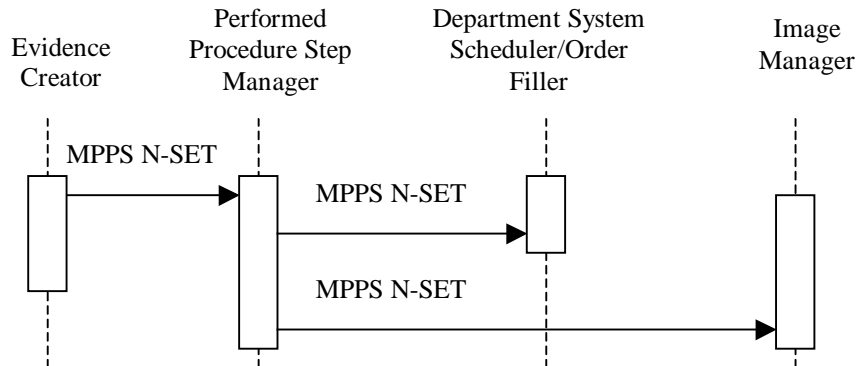 Evidence
Creator
Performed
Procedure Step
Manager
Department System
Scheduler/Order
Filler
Image
Manager
MPPS N-SET
MPPS N-SET
MPPS N-SET